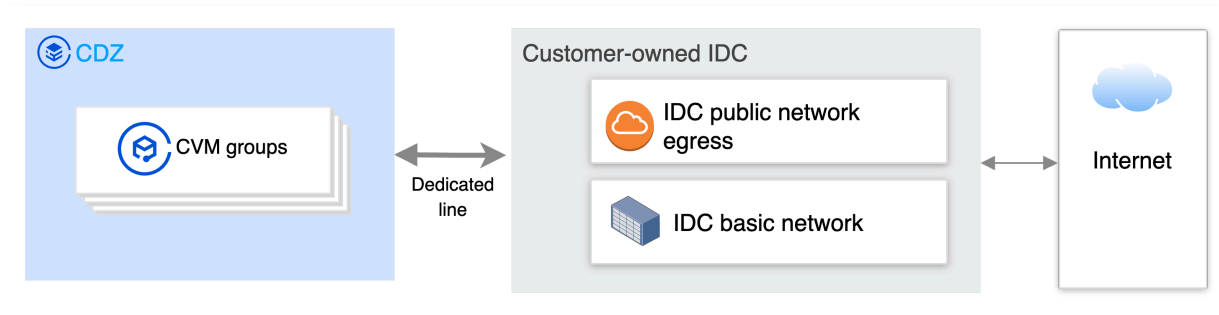 CDZ
CVM groups
Dedicated
line
Customer-owned IDC
IDC public network
egress
IDC basic network
Internet